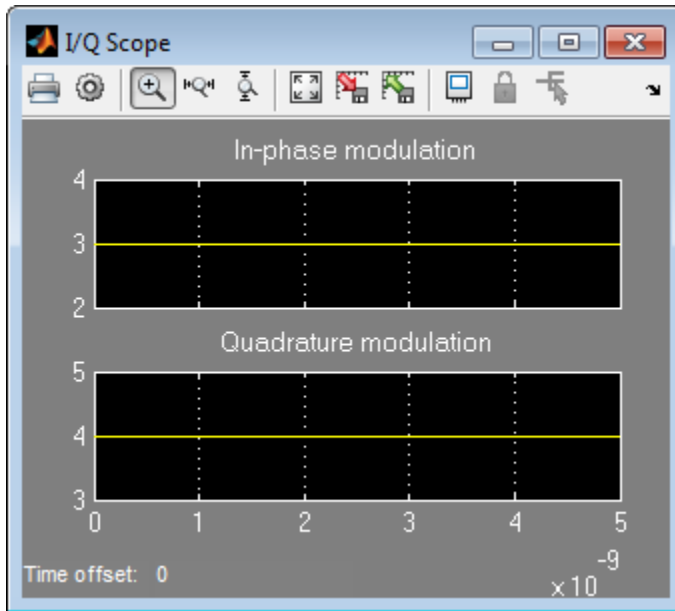 I/Q Scope
In-phase modulation
4
3
2
Quadrature modulation
5
4
3
0 1 2 3 4 5
Time offset: 0
x 10 -9